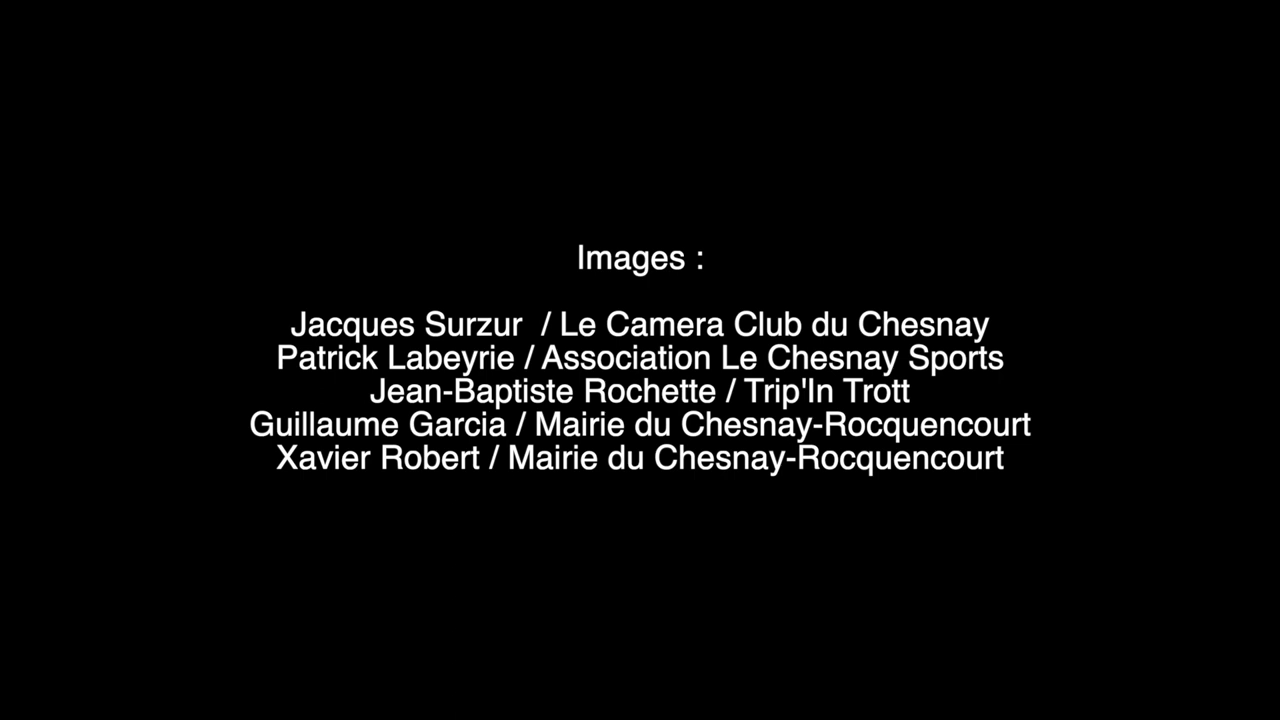 Images :
Jacques Surzur / Le Camera Club du Chesnay
Patrick Labeyrie / Association Le Chesnay Sports
Jean-Baptiste Rochette / Trip'In Trott
Guillaume Garcia / Mairie du Chesnay-Rocquencourt
Xavier Robert / Mairie du Chesnay-Rocquencourt